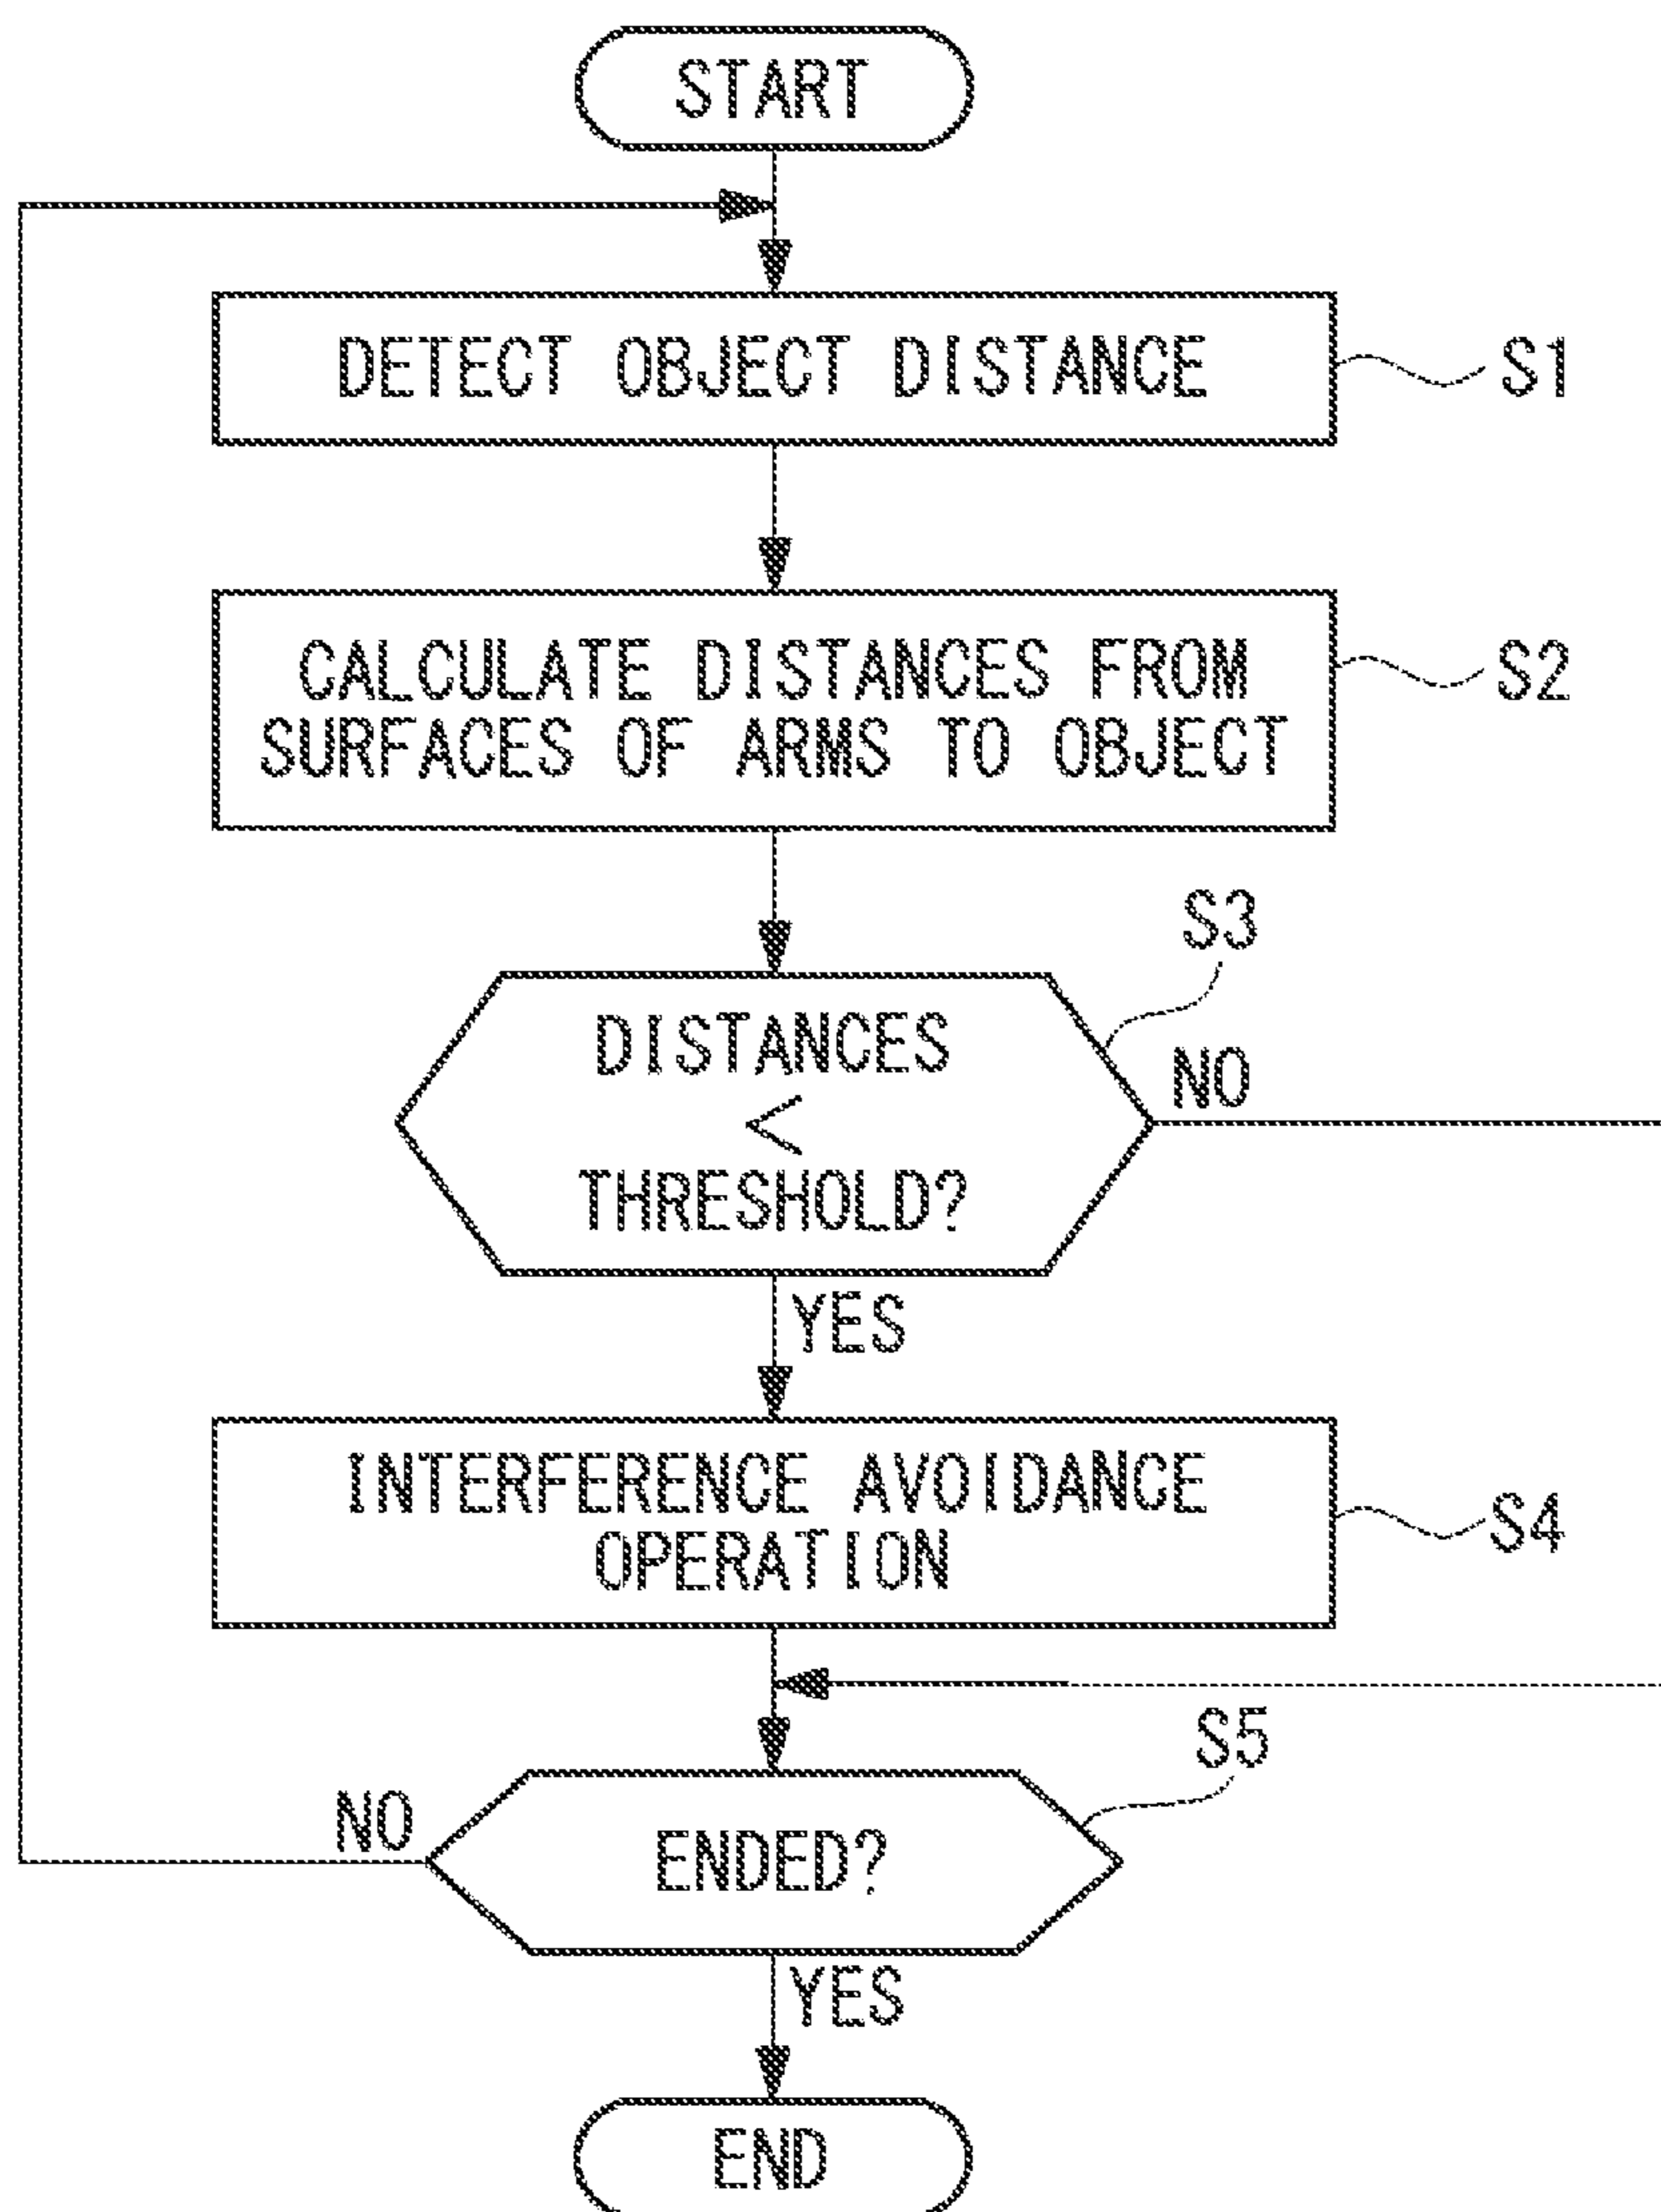 START
DETECT OBJECT DISTANCE
S1
CALCULATE DISTANCES FROM
SURFACES OF ARMS TO OBJECT
S2
S3
DISTANCES
<
THRESHOLD?
NO
YES
INTERFERENCE AVOIDANCE
OPERATION
S4
S5
NO
ENDED?
YES
END